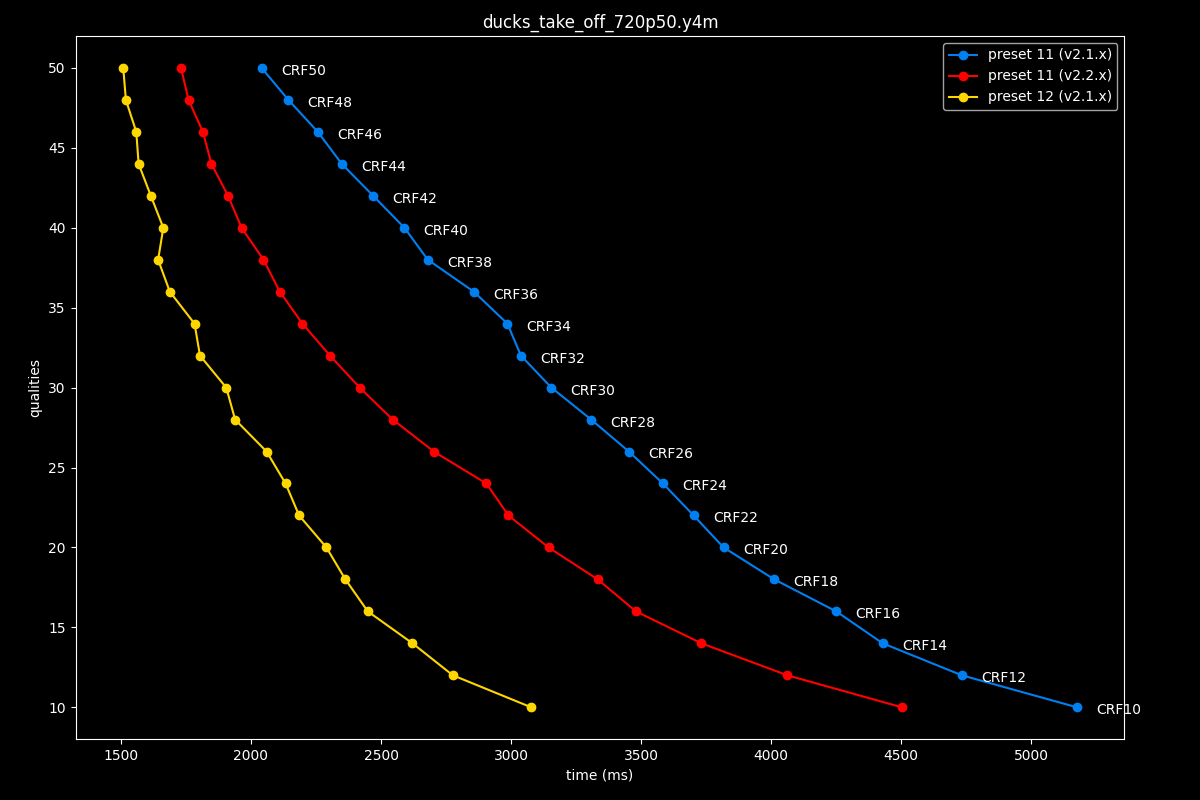 ducks_take_off_720p50.y4m
preset 11 (v2.1.x)
preset 11 (v2.2.x)
preset 12 (v2.1.x)
50
45
40
35
30
25
20
15
10
qualities
CRF50
CRF48
CRF46
CRF44
CRF42
CRF40
CRF38
CRF36
CRF34
CRF32
CRF30
CRF28
CRF26
CRF24
CRF22
CRF20
CRF18
CRF16
CRF14
CRF12
CRF10
1500 2000 2500 3000 3500 4000 4500 5000
time (ms)